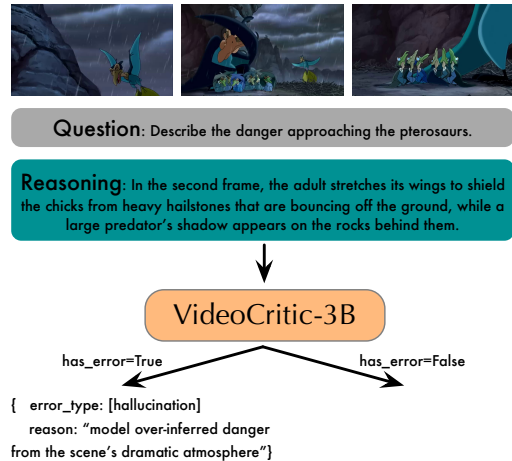 Question: Describe the danger approaching the pterosaurs.
Reasoning: In the second frame, the adult stretches its wings to shield
the chicks from heavy hailstones that are bouncing off the ground, while a
large predator's shadow appears on the rocks behind them.
VideoCritic-3B
has_error=True
has_error=False
{ error_type: [hallucination]
reason: “model over-inferred danger
from the scene's dramatic atmosphere”}